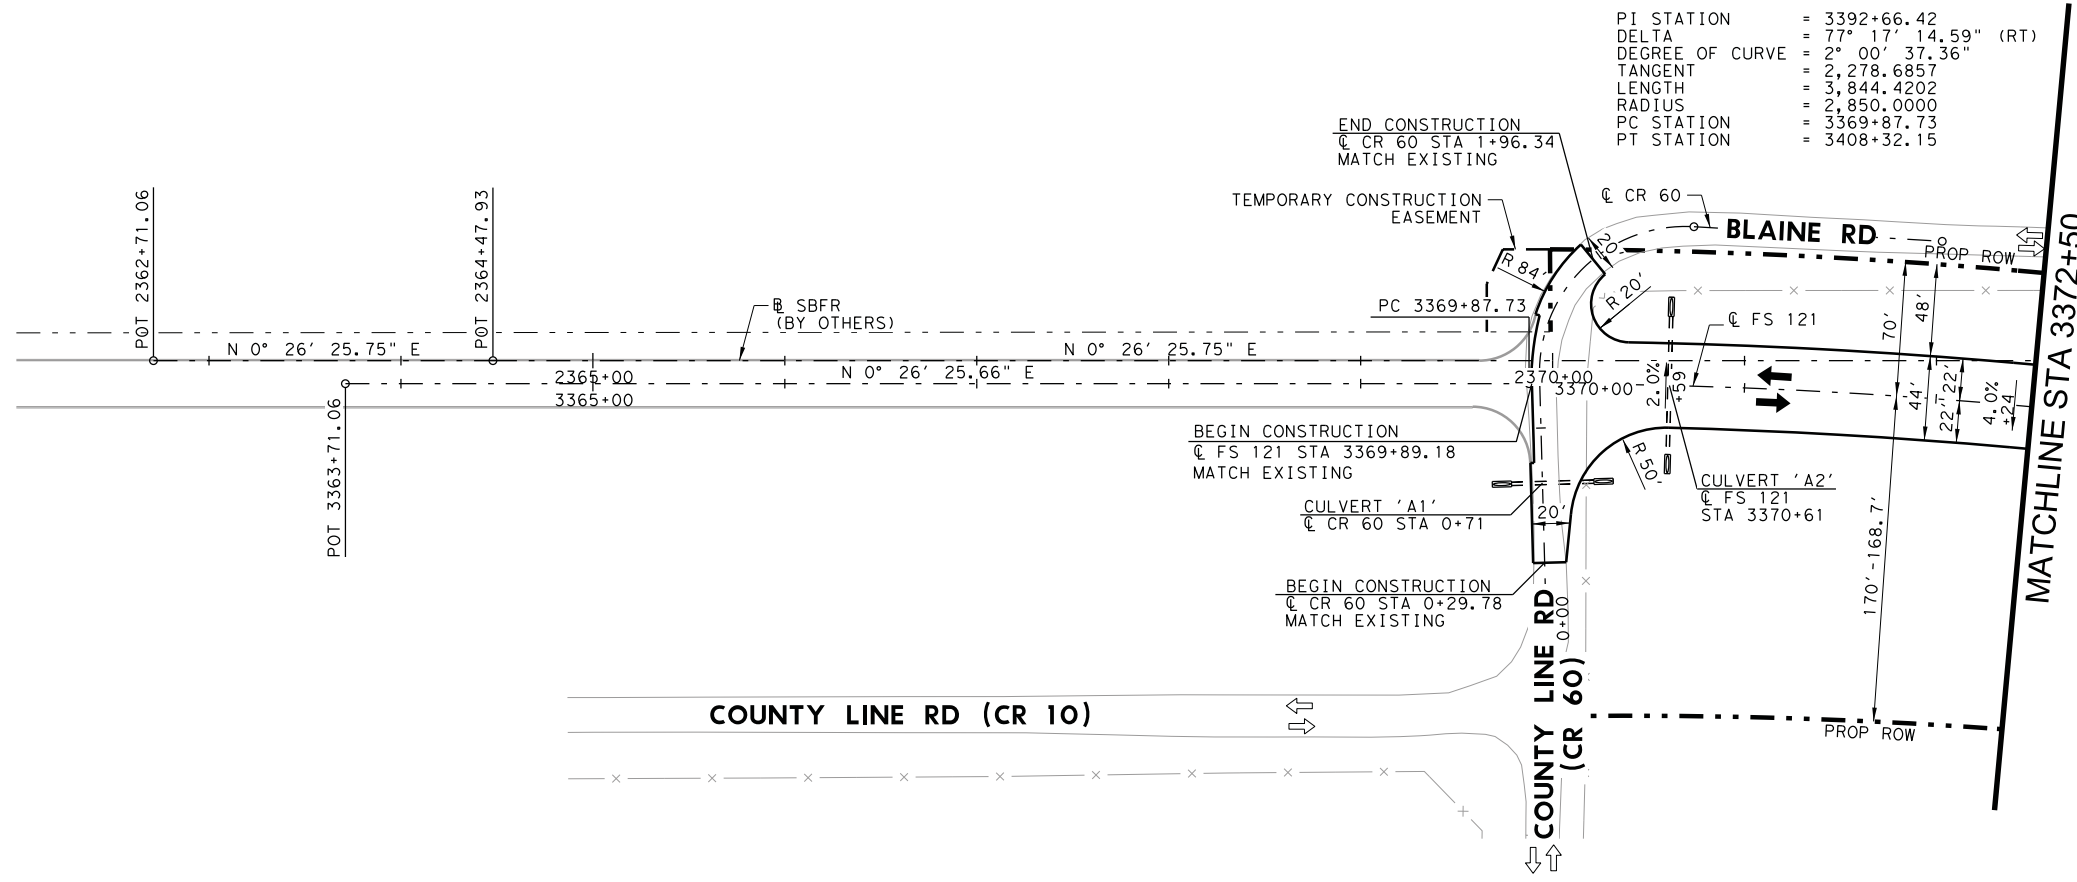 PI STATION = 3392+66.42
DELTA = 77° 17' 14.59" (RT)
DEGREE OF CURVE = 2° 00' 37.36"
TANGENT = 2,278.6857
LENGTH = 3,844.4202
RADIUS = 2,850.0000
PC STATION = 3369+87.73
PT STATION = 3408+32.15
END CONSTRUCTION
℄ CR 60 STA 1+96.34
MATCH EXISTING
TEMPORARY CONSTRUCTION
EASEMENT
℄ CR 60
BLAINE RD
PROP ROW
POT 2362+71.06
POT 2364+47.93
B SBFR
(BY OTHERS)
PC 3369+87.73
R 84'
20'
R 20'
℄ FS 121
70'
48'
N 0° 26' 25.75" E
N 0° 26' 25.75" E
N 0° 26' 25.66" E
2365+00
3365+00
2370+00
3370+00
2.0%
+59
44'
22'
22'
4.0%
+24
MATCHLINE STA 3372+50
POT 3363+71.06
BEGIN CONSTRUCTION
℄ FS 121 STA 3369+89.18
MATCH EXISTING
R 50'
CULVERT 'A1'
℄ CR 60 STA 0+71
20'
CULVERT 'A2'
℄ FS 121
STA 3370+61
170'-168.7'
BEGIN CONSTRUCTION
℄ CR 60 STA 0+29.78
MATCH EXISTING
0+00
COUNTY LINE RD
(CR 60)
COUNTY LINE RD (CR 10)
PROP ROW